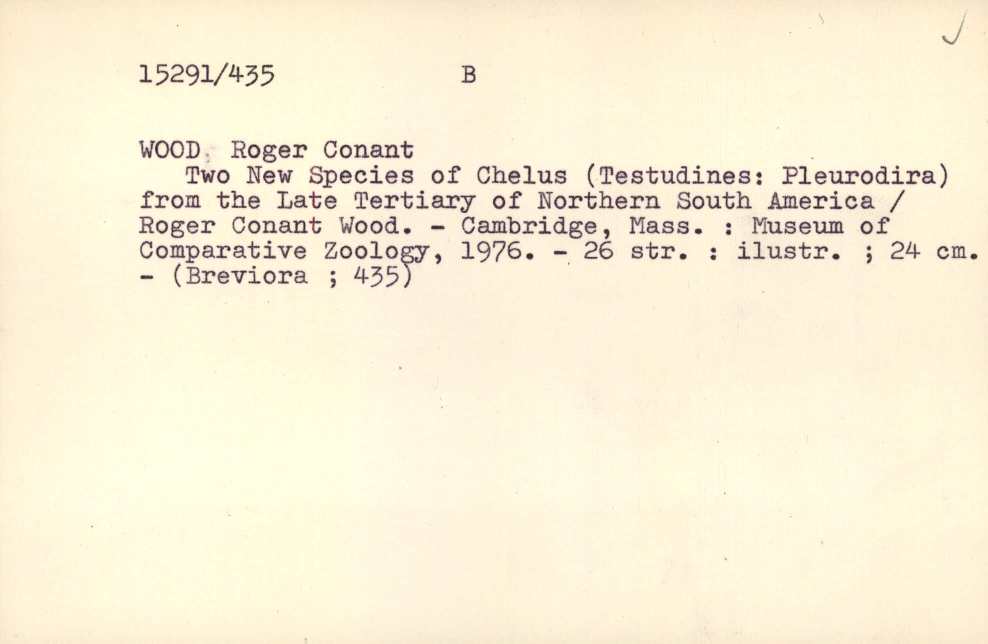 15291/435 B
WOOD, Roger Conant
Two New Species of Chelus (Testudines: Pleurodira)
from the Late Tertiary of Northern South America /
Roger Conant Wood. - Cambridge, Mass. : Museum of
Comparative Zoology, 1976. - 26 str. : ilustr. ; 24 cm.
- (Breviora ; 435)